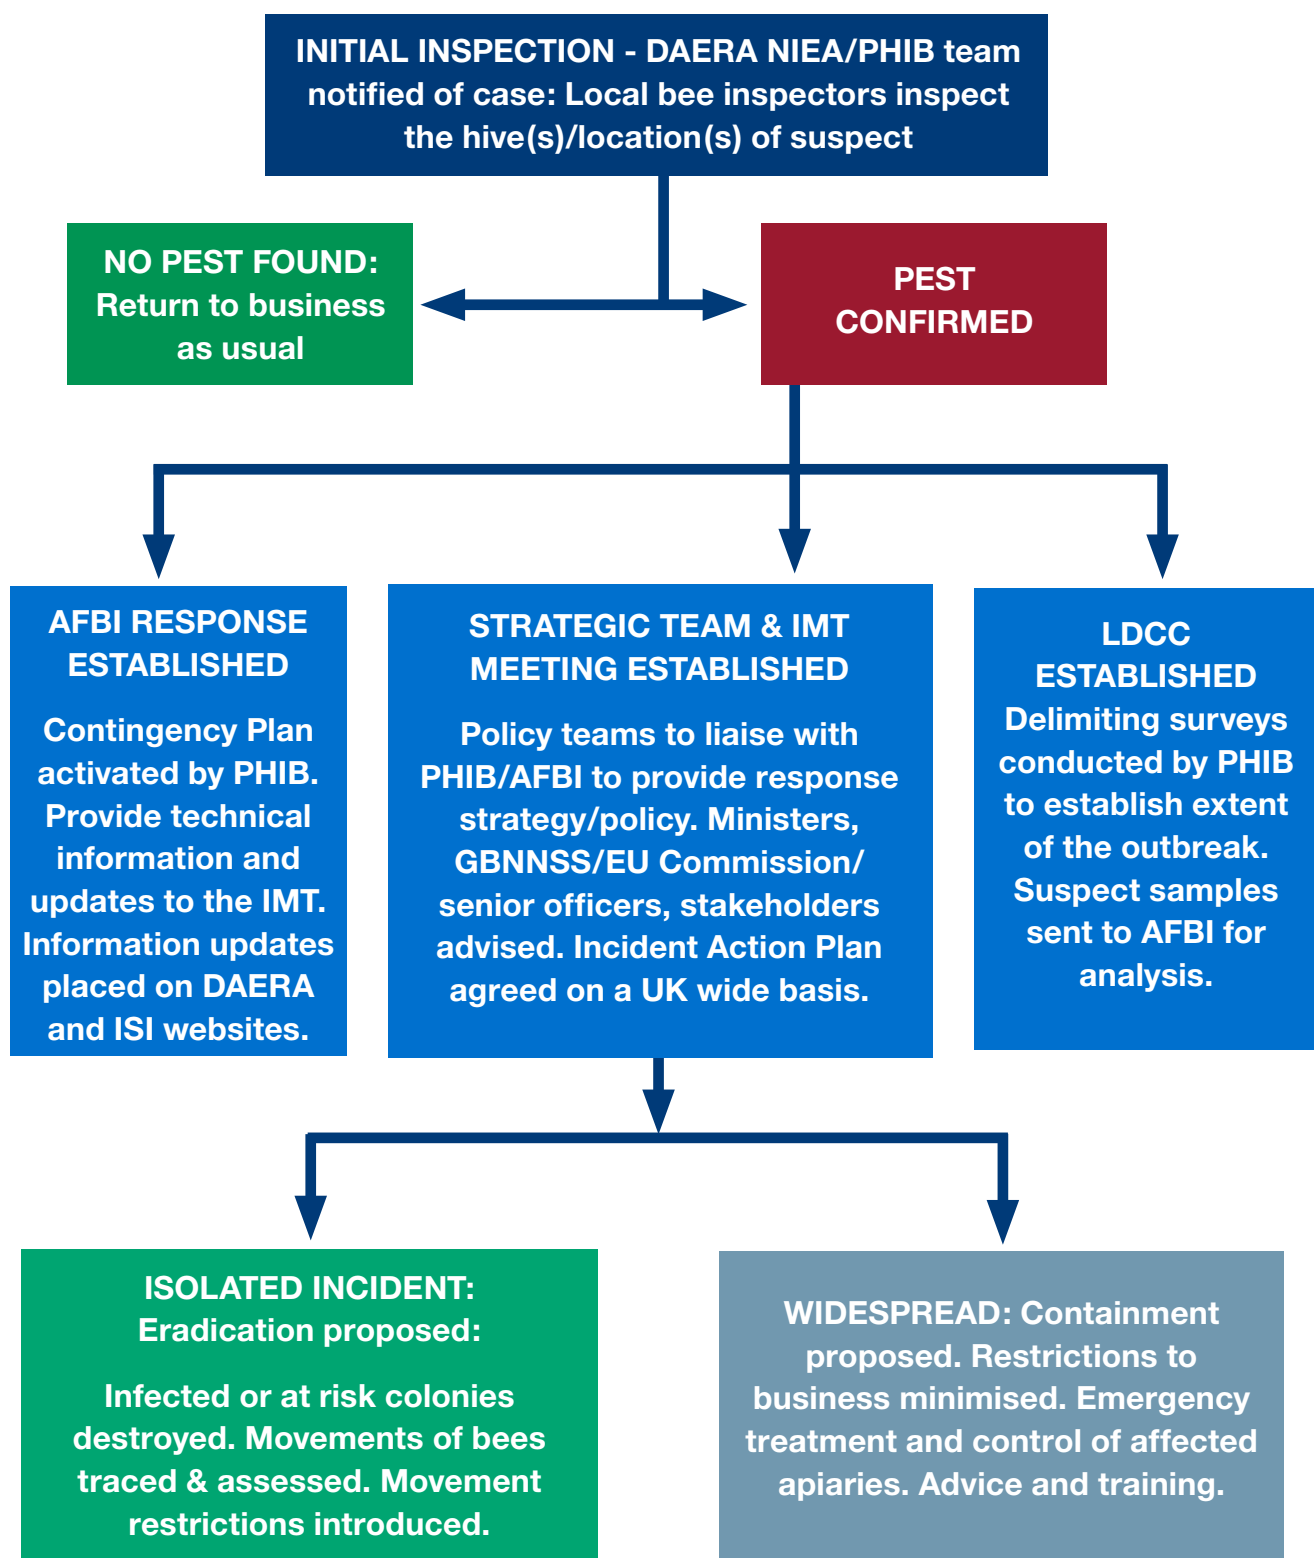 INITIAL INSPECTION - DAERA NIEA/PHIB team
notified of case: Local bee inspectors inspect
the hive(s)/location(s) of suspect
NO PEST FOUND:
Return to business
as usual
PEST
CONFIRMED
AFBI RESPONSE
ESTABLISHED
Contingency Plan
activated by PHIB.
Provide technical
information and
updates to the IMT.
Information updates
placed on DAERA
and ISI websites.
STRATEGIC TEAM & IMT
MEETING ESTABLISHED
Policy teams to liaise with
PHIB/AFBI to provide response
strategy/policy. Ministers,
GBNNSS/EU Commission/
senior officers, stakeholders
advised. Incident Action Plan
agreed on a UK wide basis.
LDCC
ESTABLISHED
Delimiting surveys
conducted by PHIB
to establish extent
of the outbreak.
Suspect samples
sent to AFBI for
analysis.
ISOLATED INCIDENT:
Eradication proposed:
Infected or at risk colonies
destroyed. Movements of bees
traced & assessed. Movement
restrictions introduced.
WIDESPREAD: Containment
proposed. Restrictions to
business minimised. Emergency
treatment and control of affected
apiaries. Advice and training.